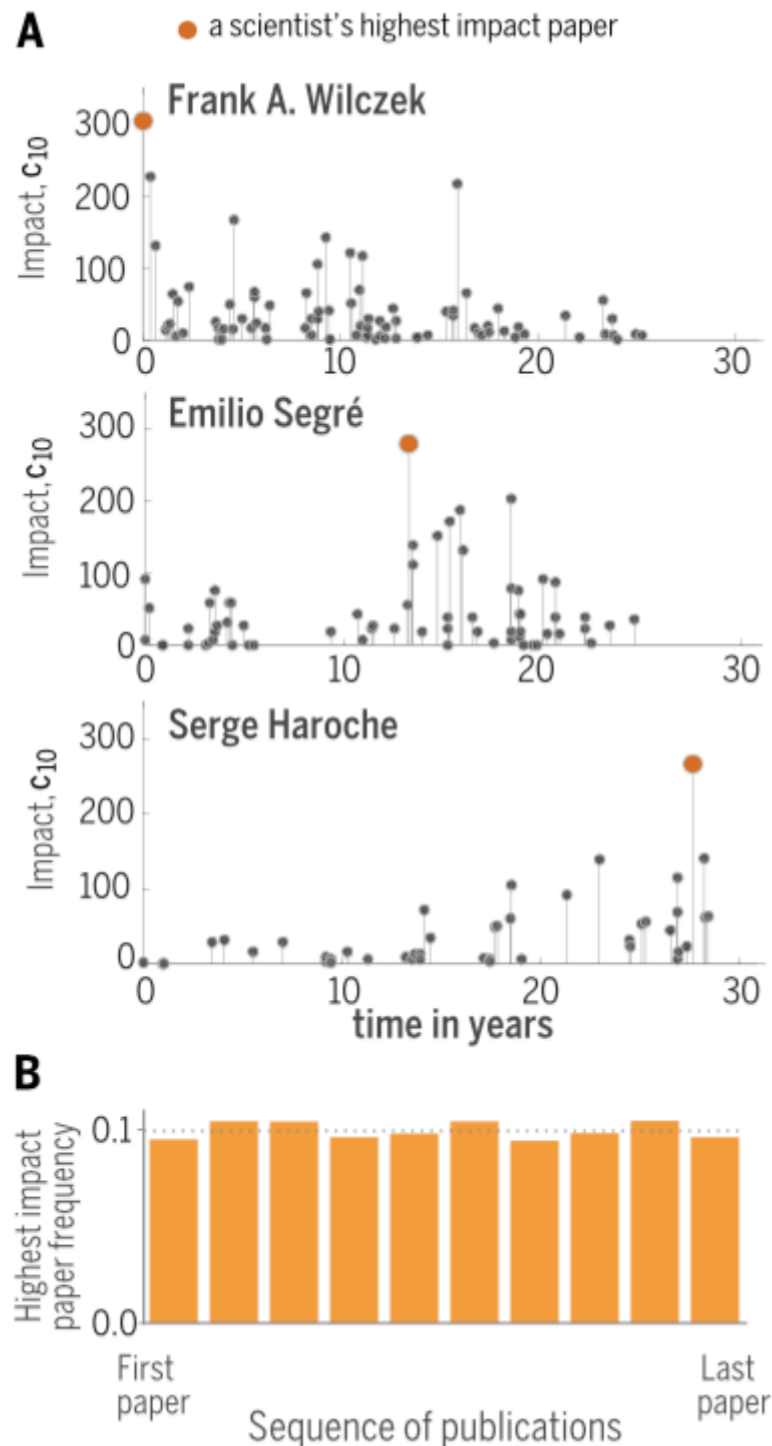 A
a scientist's highest impact paper
Frank A. Wilczek
Impact, c10
300
200
100
0
0 10 20 30
Emilio Segré
Impact, c10
300
200
100
0
0 10 20 30
Serge Haroche
Impact, c10
300
200
100
0
0 10 20 30
time in years
B
Highest impact
paper frequency
0.1
0.0
First
paper
Last
paper
Sequence of publications